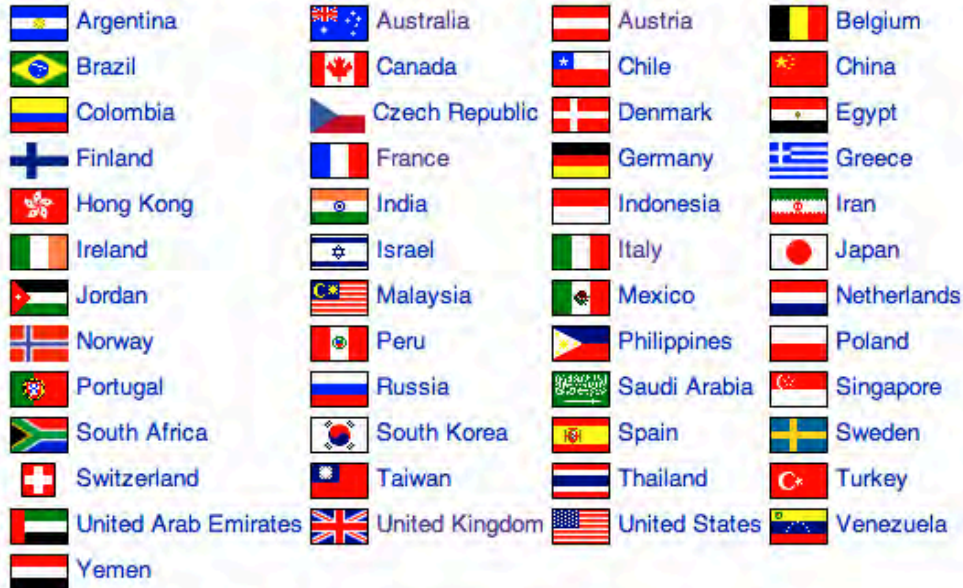 Argentina Australia Austria Belgium
Brazil Canada Chile China
Colombia Czech Republic Denmark Egypt
Finland France Germany Greece
Hong Kong India Indonesia Iran
Ireland Israel Italy Japan
Jordan Malaysia Mexico Netherlands
Norway Peru Philippines Poland
Portugal Russia Saudi Arabia Singapore
South Africa South Korea Spain Sweden
Switzerland Taiwan Thailand Turkey
United Arab Emirates United Kingdom United States Venezuela
Yemen